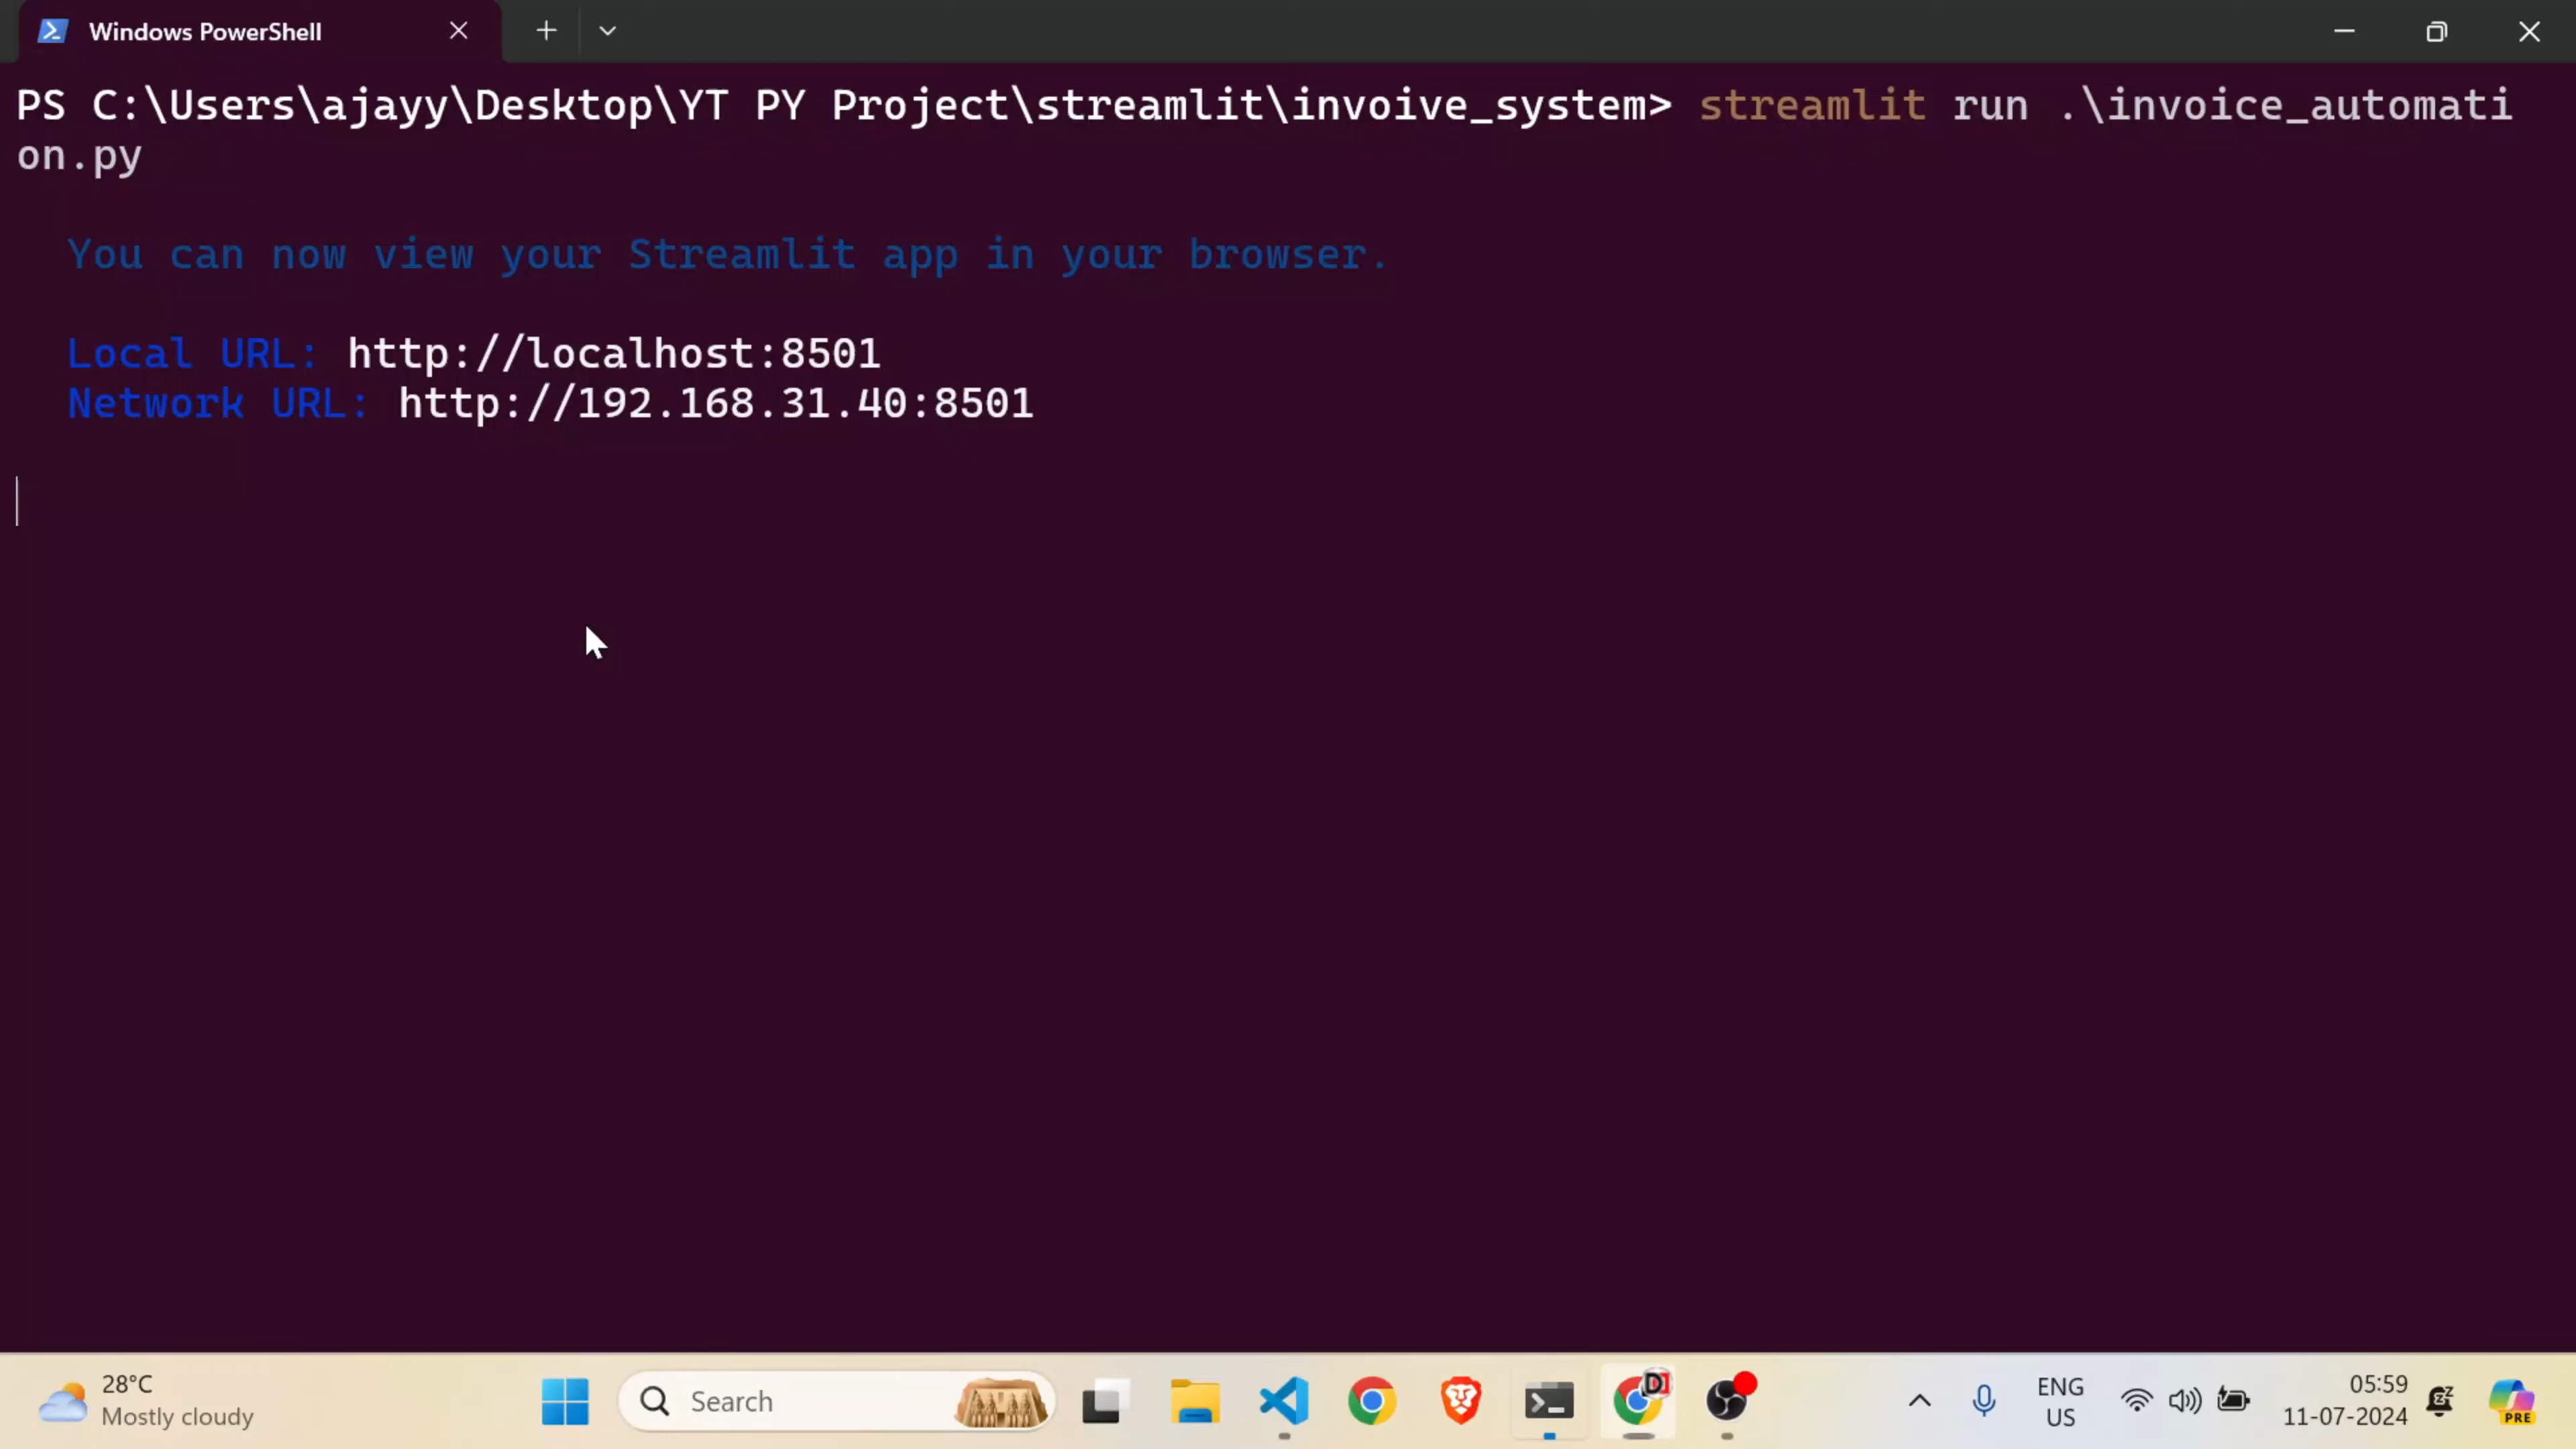 Windows PowerShell
PS C:\Users\ajayy\Desktop\YT PY Project\streamlit\invoive_system> streamlit run .\invoice_automati
on.py
You can now view your Streamlit app in your browser.
Local URL: http://localhost:8501
Network URL: http://192.168.31.40:8501
28°C
Mostly cloudy
Search
ENG
US
05:59
11-07-2024
PRE